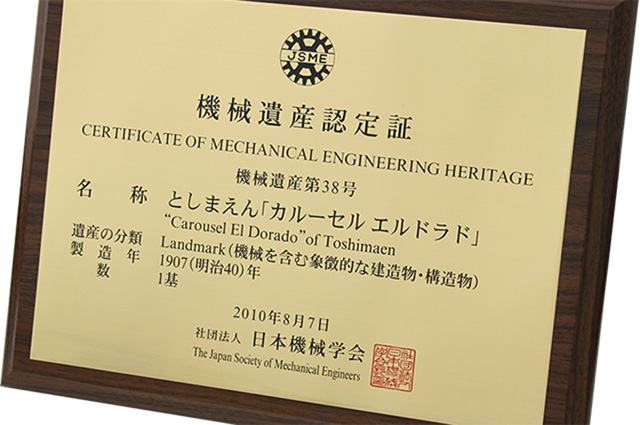 JSME
機械遺産認定証
CERTIFICATE OF MECHANICAL ENGINEERING HERITAGE
機械遺産第38号
名 称 としまえん「カルーセル エルドラド」
“Carousel El Dorado”of Toshimaen
遺産の分類 Landmark(機械を含む象徴的な建造物・構造物)
製造年 1907(明治40)年
数 1基
2010年8月7日
社団法人 日本機械学会
The Japan Society of Mechanical Engineers